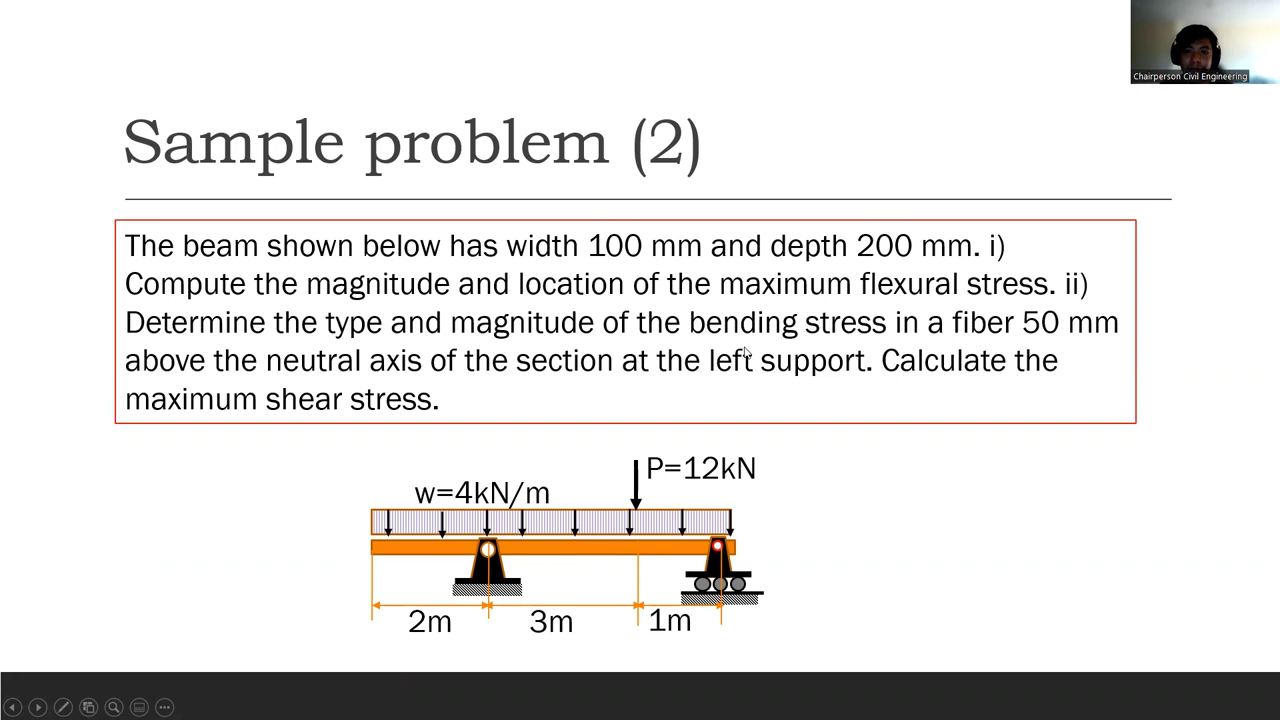 Chairperson Civil Engineering
Sample problem (2)
The beam shown below has width 100 mm and depth 200 mm. i)
Compute the magnitude and location of the maximum flexural stress. ii)
Determine the type and magnitude of the bending stress in a fiber 50 mm
above the neutral axis of the section at the left support. Calculate the
maximum shear stress.
P=12kN
w=4kN/m
2m
3m
1m